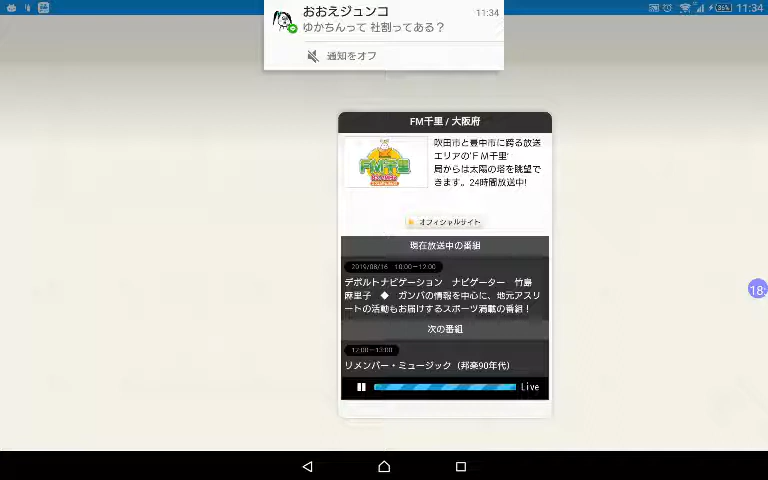 おおえジュンコ 11:34
ゆかちんって 社割ってある？
通知をオフ
86% 11:34
FM千里 / 大阪府
FM千里
吹田市と豊中市に跨る放送
エリアの'ＦＭ千里'
局からは太陽の塔を眺望で
きます。24時間放送中!
オフィシャルサイト
現在放送中の番組
2019/08/16 10:00～12:00
デポルトナビゲーション　ナビゲーター　竹島
麻里子　◆　ガンバの情報を中心に、地元アスリ
ートの活動もお届けするスポーツ満載の番組！
次の番組
12:00～13:00
リメンバー・ミュージック（邦楽90年代）
Live
18: